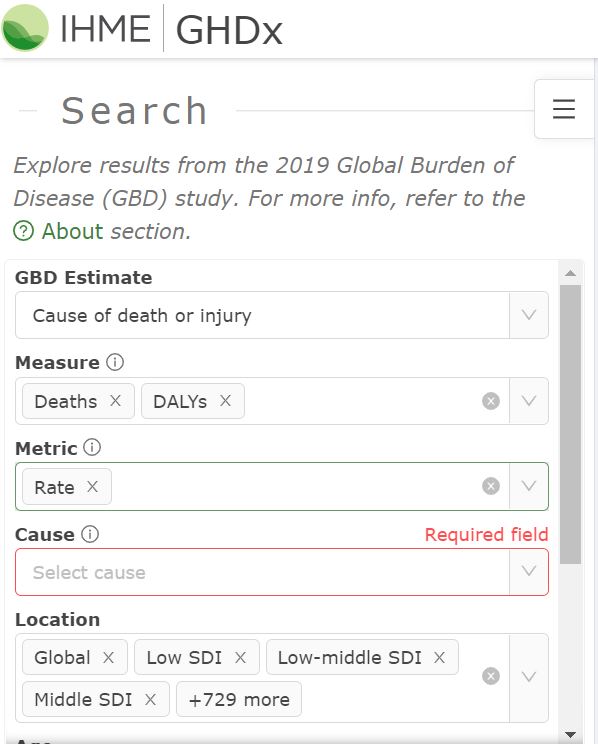 IHME GHDx
Search
Explore results from the 2019 Global Burden of
Disease (GBD) study. For more info, refer to the
About section.
GBD Estimate
Cause of death or injury
Measure
Deaths X DALYs X
Metric
Rate X
Cause Required field
Select cause
Location
Global X Low SDI X Low-middle SDI X
Middle SDI X +729 more